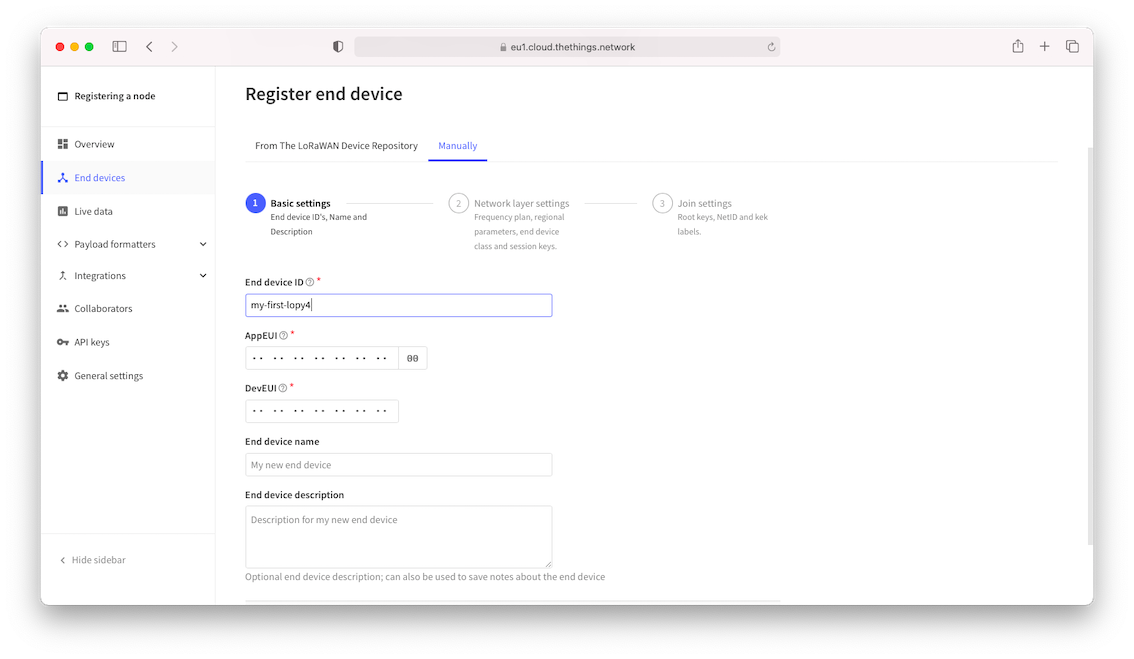 eu1.cloud.thethings.network
Registering a node
Overview
End devices
Live data
Payload formatters
Integrations
Collaborators
API keys
General settings
Hide sidebar
Register end device
From The LoRaWAN Device Repository
Manually
1
Basic settings
End device ID's, Name and
Description
2
Network layer settings
Frequency plan, regional
parameters, end device
class and session keys.
3
Join settings
Root keys, NetID and kek
labels.
End device ID ? *
my-first-lopy4
AppEUI ? *
·· ·· ·· ·· ·· ·· ··
00
DevEUI ? *
·· ·· ·· ·· ·· ·· ··
End device name
My new end device
End device description
Description for my new end device
Optional end device description; can also be used to save notes about the end device